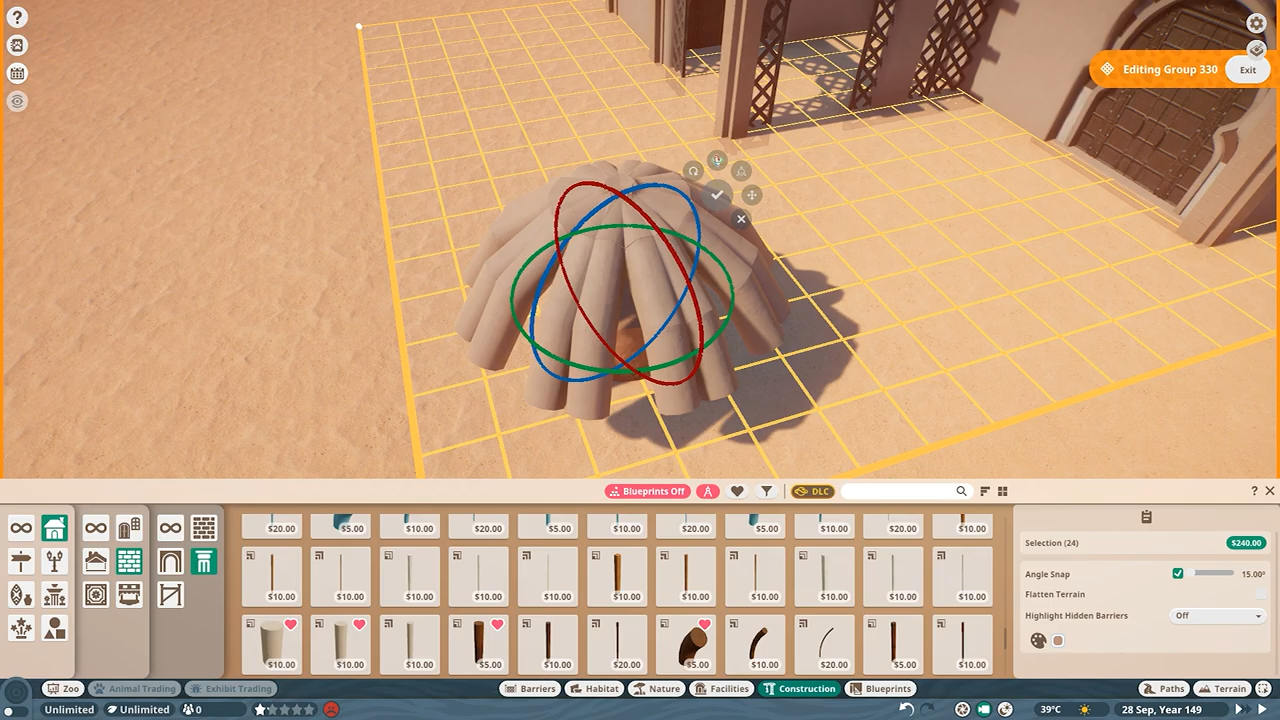 ?
Editing Group 330
Exit
Blueprints Off
DLC
? ×
$20.00 $5.00 $10.00 $20.00 $5.00 $10.00 $20.00 $5.00 $10.00 $20.00 $10.00
$10.00 $10.00 $10.00 $10.00 $10.00 $10.00 $10.00 $10.00 $10.00 $10.00 $10.00
$10.00 $10.00 $10.00 $5.00 $10.00 $20.00 $5.00 $10.00 $20.00 $5.00 $10.00
Selection (24) $240.00
Angle Snap 15.00°
Flatten Terrain
Highlight Hidden Barriers Off
Zoo Animal Trading Exhibit Trading Barriers Habitat Nature Facilities Construction Blueprints Paths Terrain
Unlimited Unlimited 0 39°C 28 Sep, Year 149